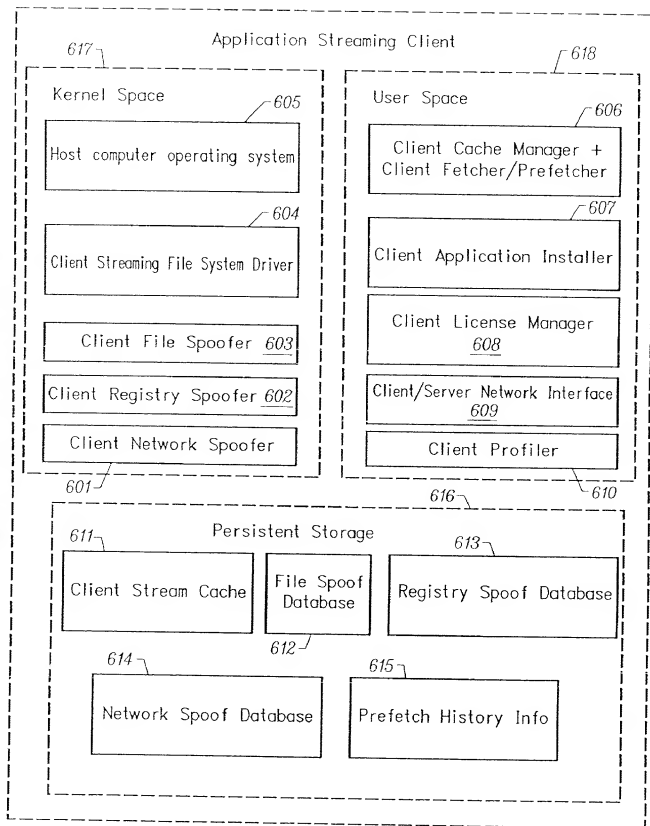 Application Streaming Client
617
618
Kernel Space
605
Host computer operating system
604
Client Streaming File System Driver
Client File Spoofer 603
Client Registry Spoofer 602
Client Network Spoofer
601
User Space
606
Client Cache Manager +
Client Fetcher/Prefetcher
607
Client Application Installer
Client License Manager
608
Client/Server Network Interface
609
Client Profiler
610
616
Persistent Storage
611
Client Stream Cache
File Spoof
Database
612
613
Registry Spoof Database
614
Network Spoof Database
615
Prefetch History Info